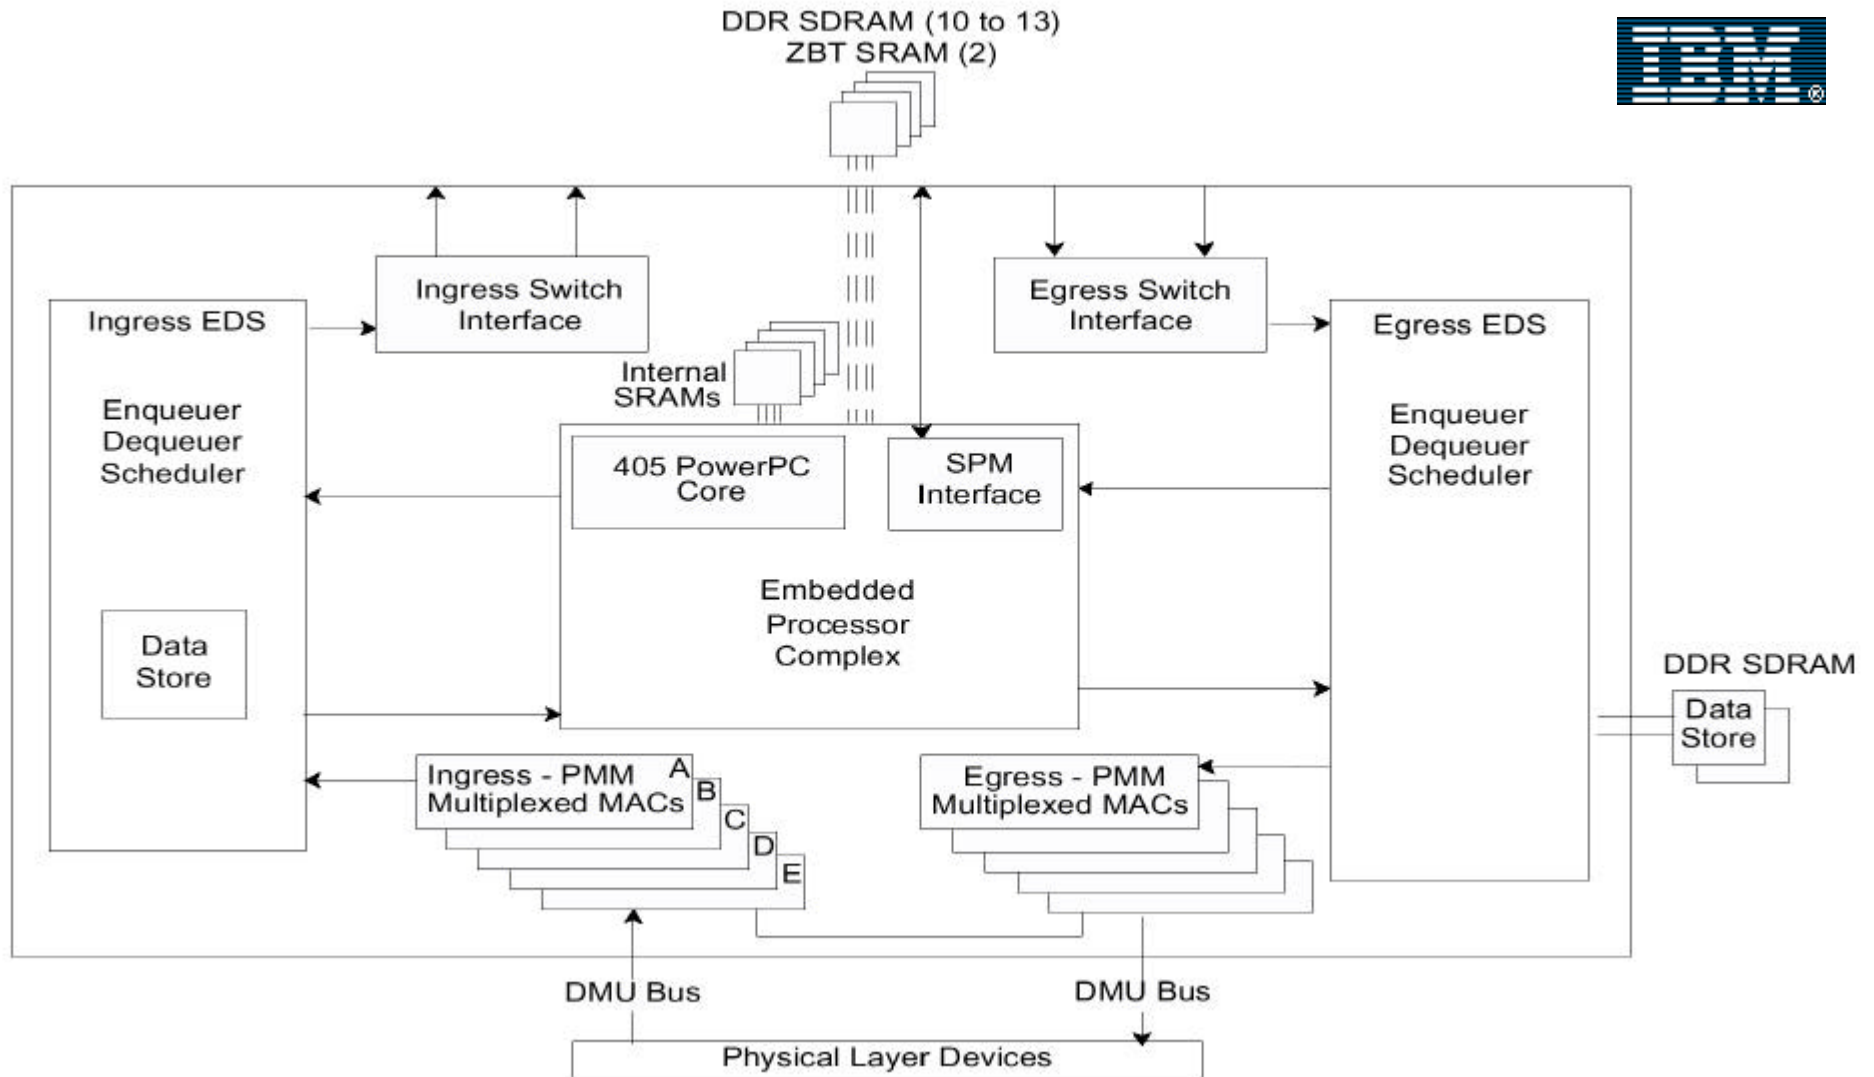 DDR SDRAM (10 to 13)
ZBT SRAM (2)
IBM®
Ingress EDS
Enqueuer
Dequeuer
Scheduler
Data
Store
Ingress Switch
Interface
Internal
SRAMs
405 PowerPC
Core
SPM
Interface
Embedded
Processor
Complex
Egress Switch
Interface
Egress EDS
Enqueuer
Dequeuer
Scheduler
DDR SDRAM
Data
Store
Ingress - PMM
Multiplexed MACs
A
B
C
D
E
Egress - PMM
Multiplexed MACs
DMU Bus
DMU Bus
Physical Layer Devices